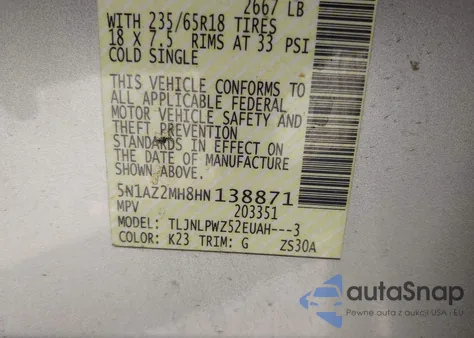 2667 LB
WITH 235/65R18 TIRES
18 X 7.5 RIMS AT 33 PSI
COLD SINGLE
THIS VEHICLE CONFORMS TO
ALL APPLICABLE FEDERAL
MOTOR VEHICLE SAFETY AND
THEFT PREVENTION
STANDARDS IN EFFECT ON
THE DATE OF MANUFACTURE
SHOWN ABOVE.
5N1AZ2MH8HN138871
MPV 203351
MODEL: TLJNLPWZ52EUAH---3
COLOR: K23 TRIM: G ZS30A
autoSnap
Pewne auta z aukcji USA - EU